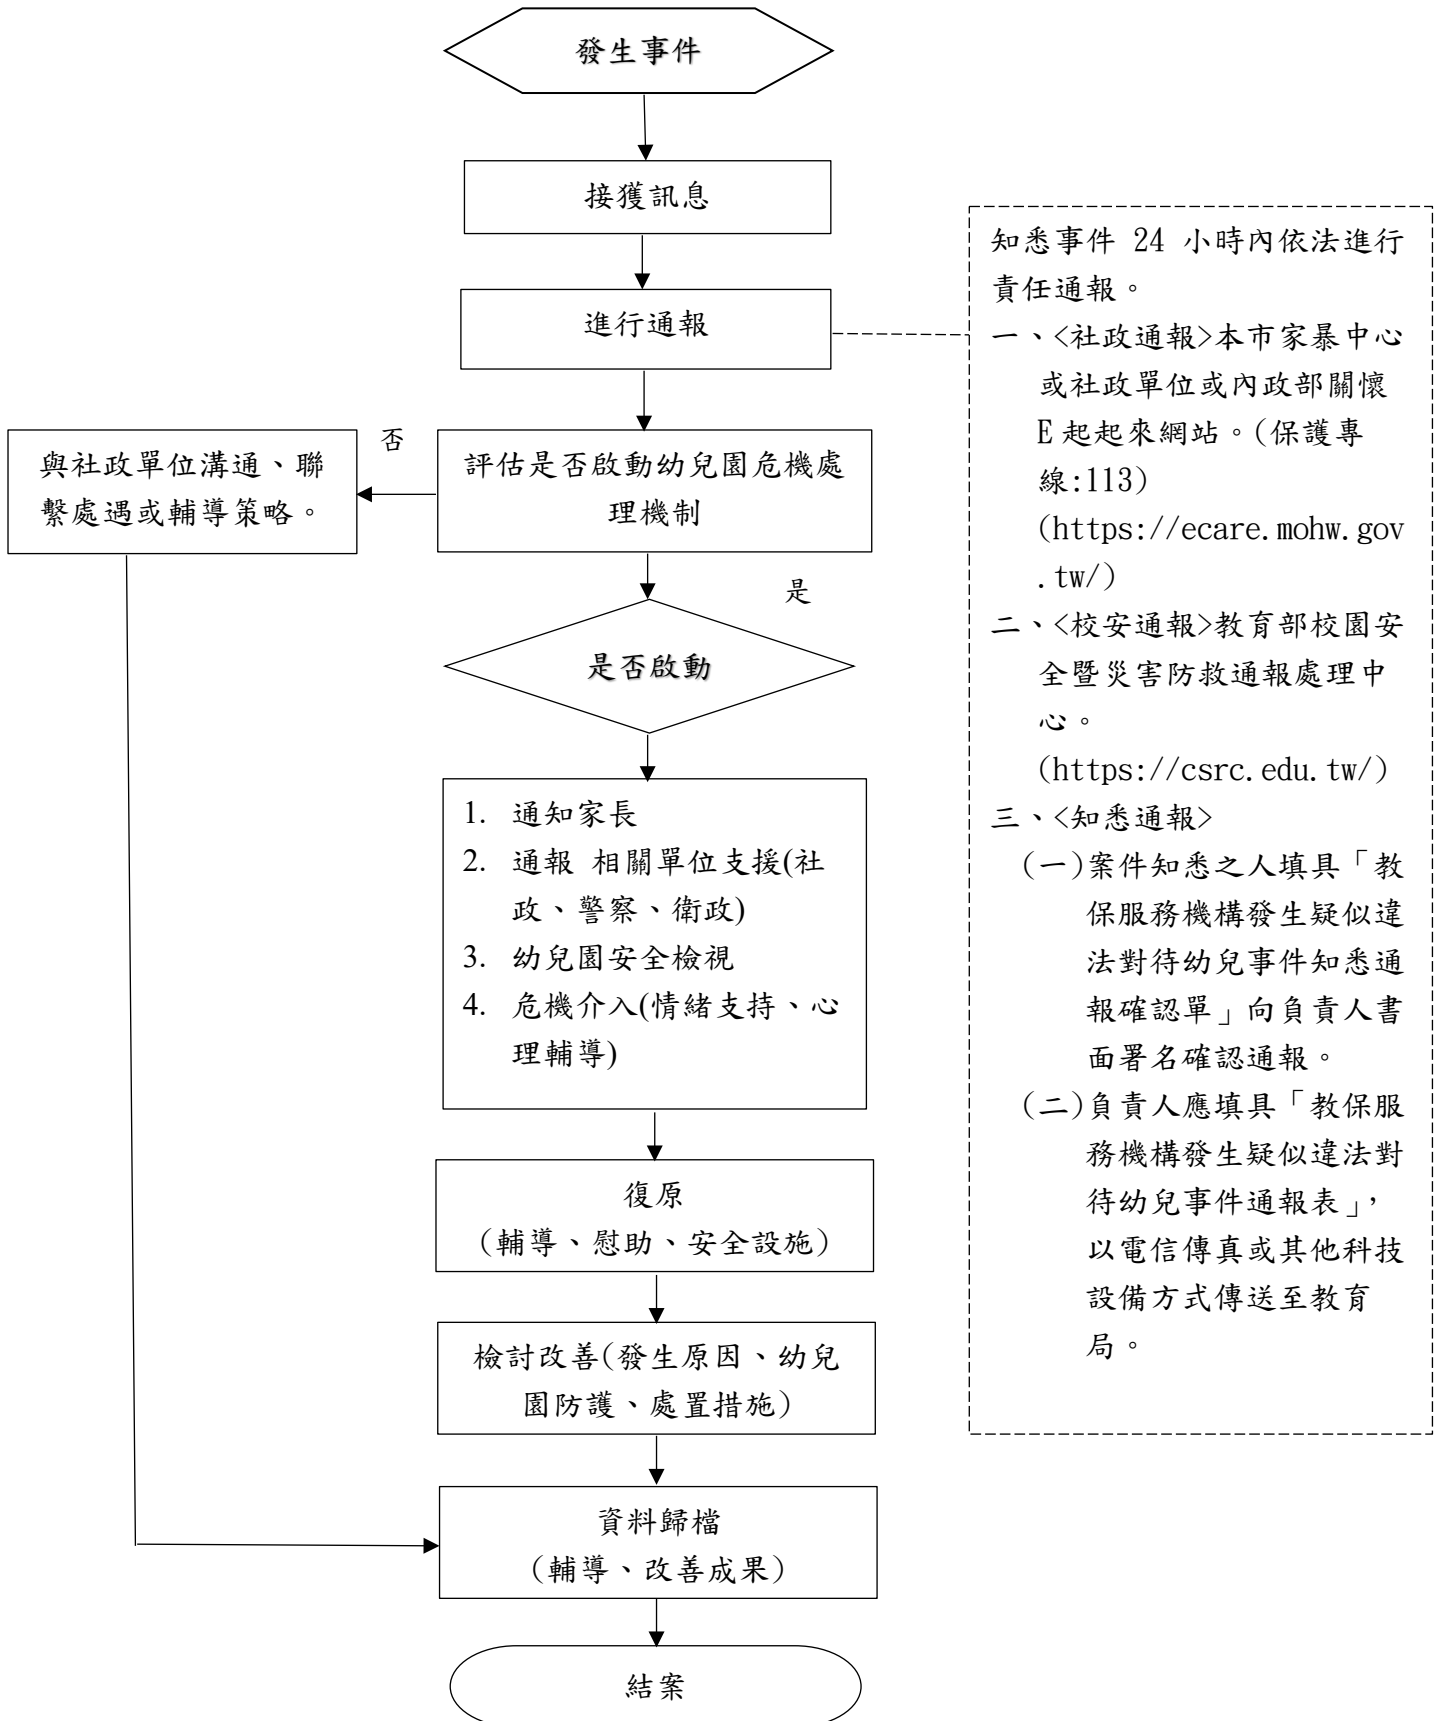 發生事件
接獲訊息
進行通報
知悉事件 24 小時內依法進行
責任通報。
一、<社政通報>本市家暴中心
或社政單位或內政部關懷
E 起起來網站。(保護專
線:113)
(https://ecare.mohw.gov
.tw/)
二、<校安通報>教育部校園安
全暨災害防救通報處理中
心。
(https://csrc.edu.tw/)
三、<知悉通報>
(一)案件知悉之人填具「教
保服務機構發生疑似違
法對待幼兒事件知悉通
報確認單」向負責人書
面署名確認通報。
(二)負責人應填具「教保服
務機構發生疑似違法對
待幼兒事件通報表」,
以電信傳真或其他科技
設備方式傳送至教育
局。
評估是否啟動幼兒園危機處
理機制
否
與社政單位溝通、聯
繫處遇或輔導策略。
是
是否啟動
1. 通知家長
2. 通報 相關單位支援(社
政、警察、衛政)
3. 幼兒園安全檢視
4. 危機介入(情緒支持、心
理輔導)
復原
(輔導、慰助、安全設施)
檢討改善(發生原因、幼兒
園防護、處置措施)
資料歸檔
(輔導、改善成果)
結案